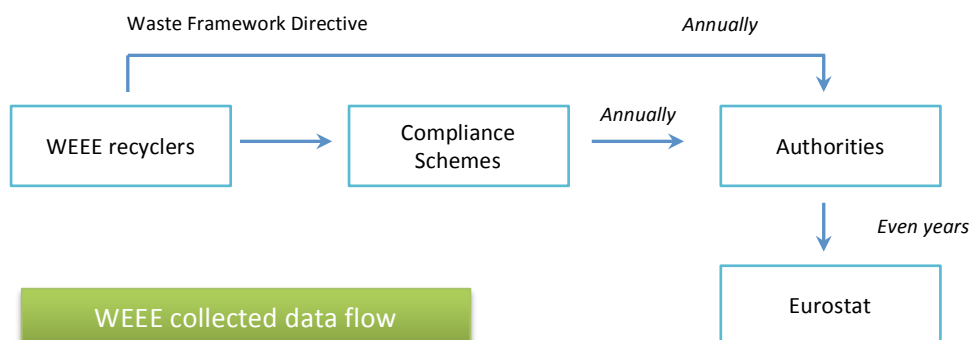 Waste Framework Directive
Annually
WEEE recyclers
Compliance
Schemes
Annually
Authorities
Even years
Eurostat
WEEE collected data flow